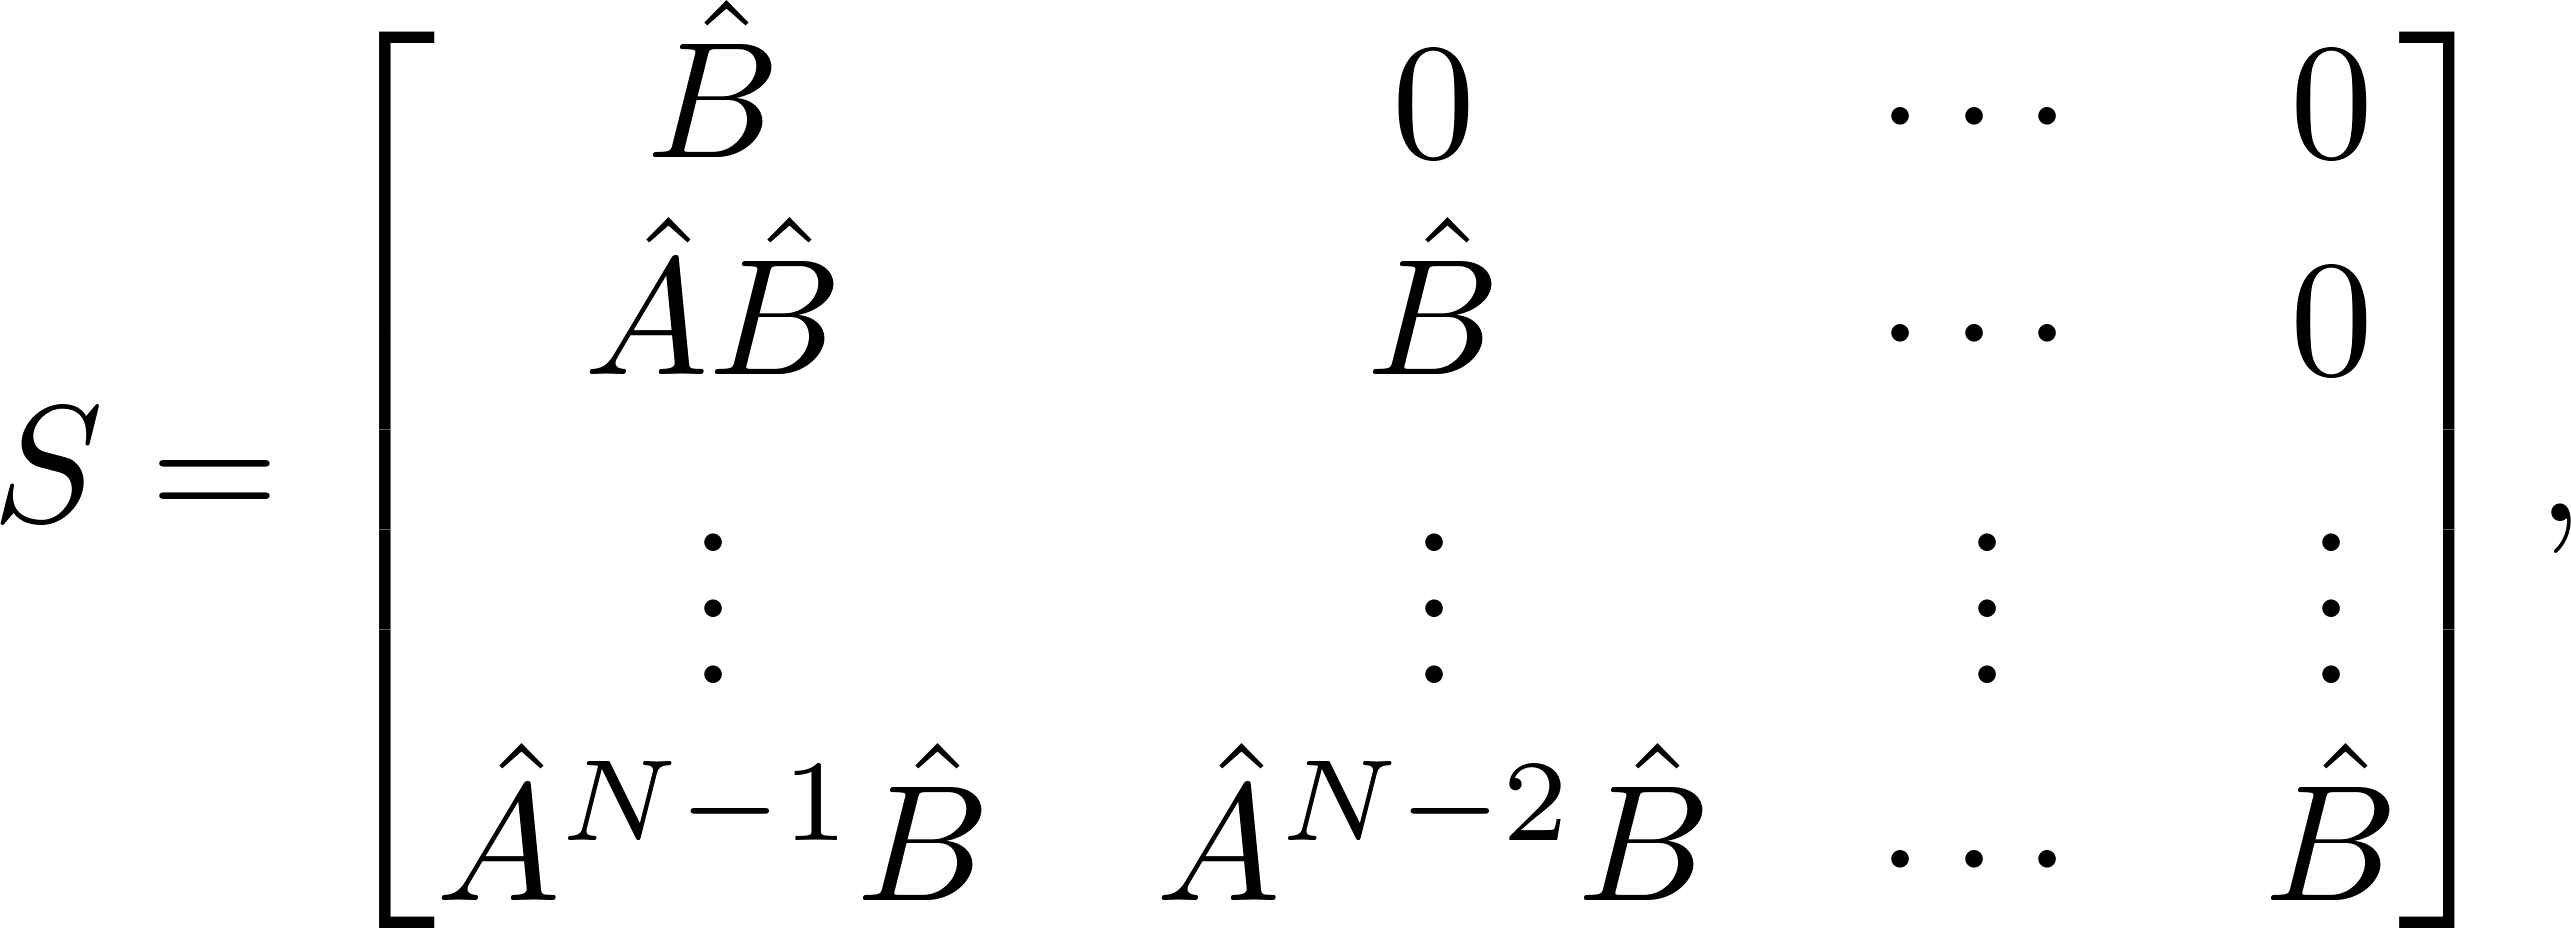 S = \begin{bmatrix} \hat{B} & 0 & \cdots & 0 \\
\hat{A}\hat{B} & \hat{B} & \cdots & 0 \\
\vdots & \vdots & \vdots & \vdots \\
\hat{A}^{N-1}\hat{B} & \hat{A}^{N-2}\hat{B} & \cdots & \hat{B} \end{bmatrix},